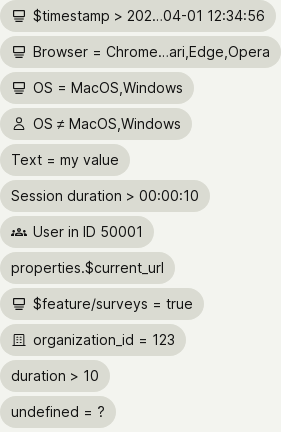 $timestamp > 202...04-01 12:34:56
Browser = Chrome...ari,Edge,Opera
OS = MacOS,Windows
OS ≠ MacOS,Windows
Text = my value
Session duration > 00:00:10
User in ID 50001
properties.$current_url
$feature/surveys = true
organization_id = 123
duration > 10
undefined = ?